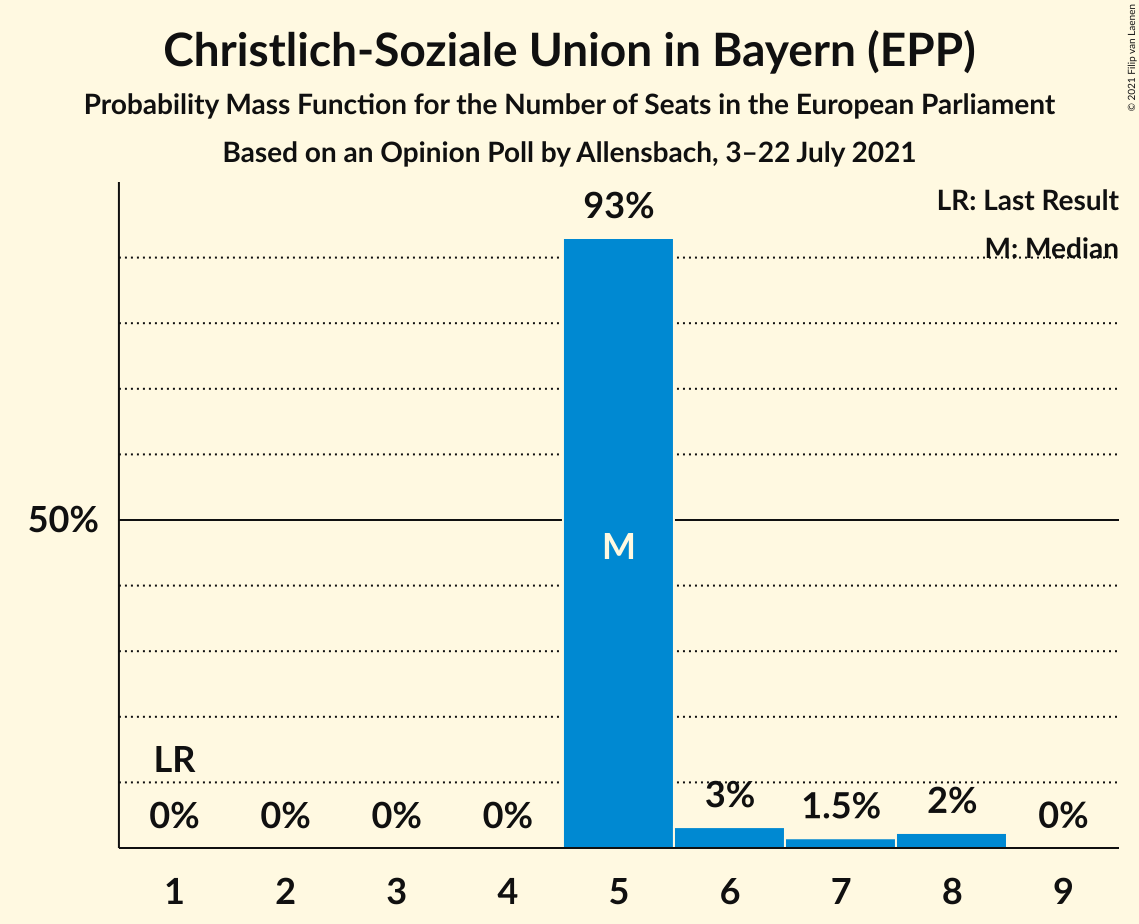 Christlich-Soziale Union in Bayern (EPP)
Probability Mass Function for the Number of Seats in the European Parliament
Based on an Opinion Poll by Allensbach, 3–22 July 2021
© 2021 Filip van Laenen
LR: Last Result
M: Median
93%
50%
M
LR
0% 0% 0% 0% 3% 1.5% 2% 0%
1 2 3 4 5 6 7 8 9